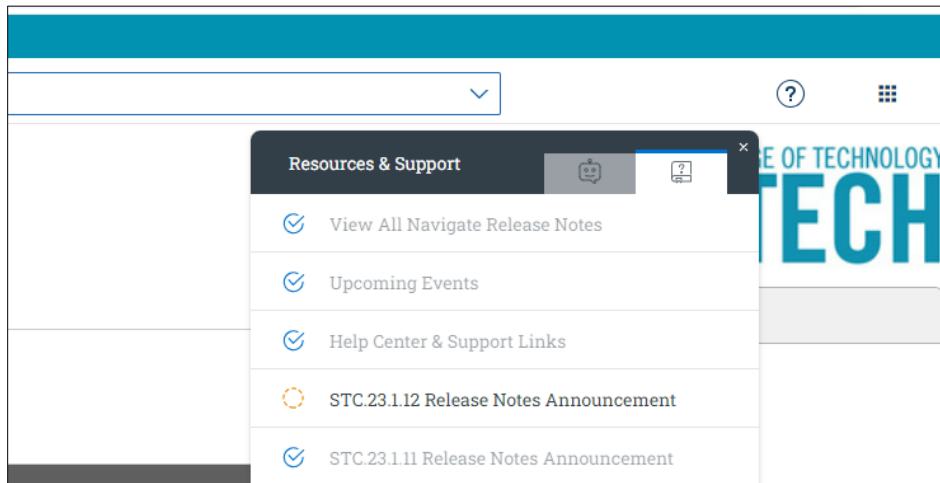 ?
E OF TECHNOLOGY
TECH
Resources & Support
?
×
View All Navigate Release Notes
Upcoming Events
Help Center & Support Links
STC.23.1.12 Release Notes Announcement
STC.23.1.11 Release Notes Announcement